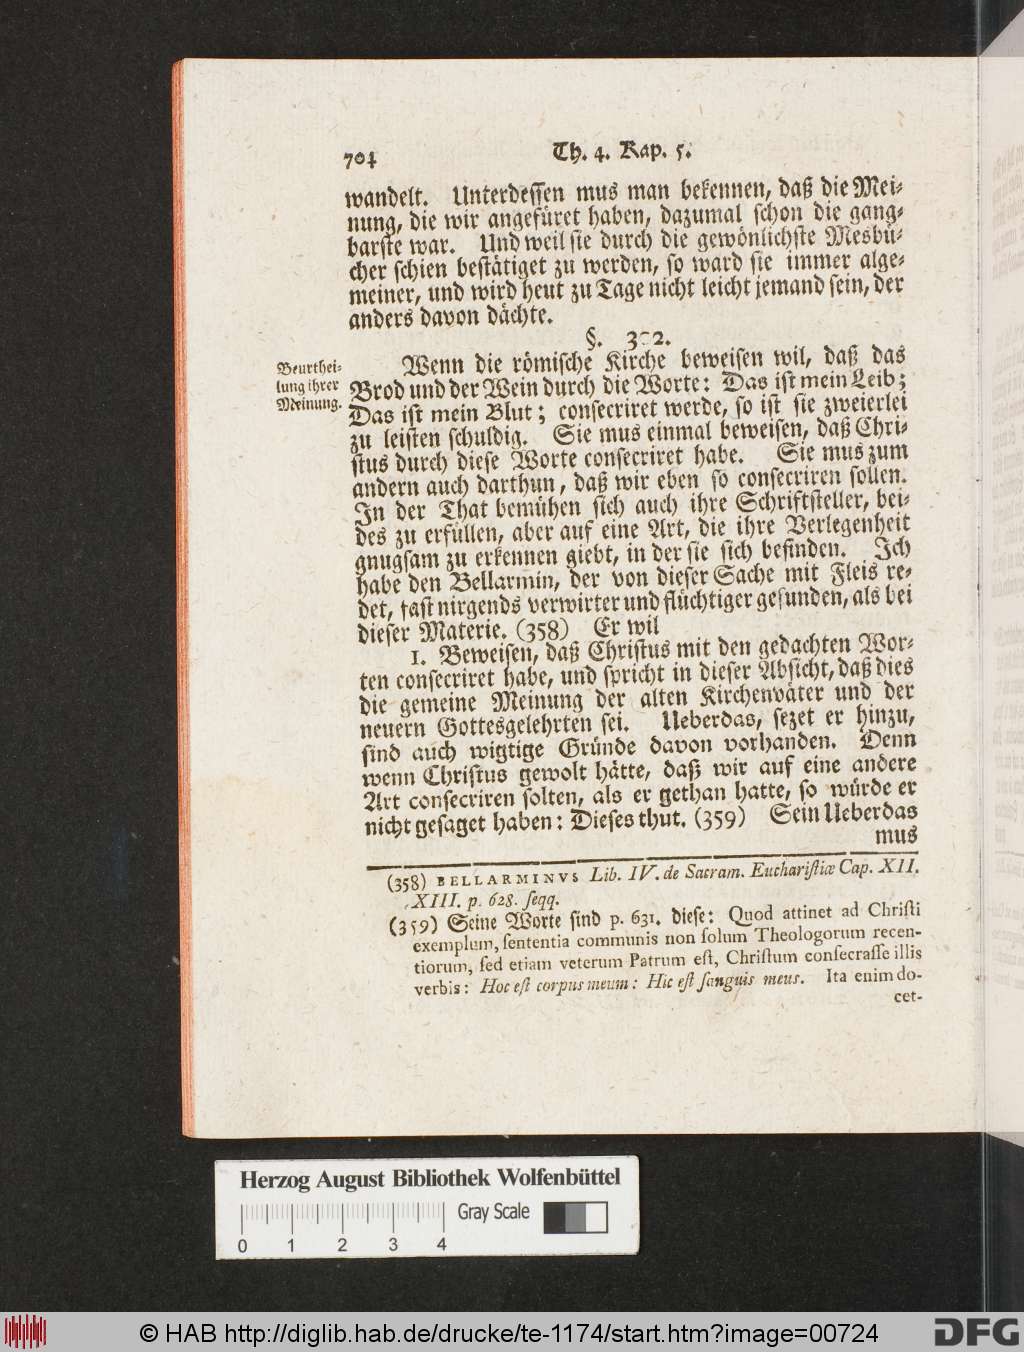 704 Th. 4. Kap. 5.
wandelt. Unterdessen mus man bekennen, daß die Mei-
nung, die wir angefüret haben, dazumal schon die gang-
barste war. Und weil sie durch die gewönlichste Mesbü-
cher schien bestätiget zu werden, so ward sie immer alge-
meiner, und wird heut zu Tage nicht leicht jemand sein, der
anders davon dächte.
§. 302.
Beurthei-
lung ihrer
Meinung.
Wenn die römische Kirche beweisen wil, daß das
Brod und der Wein durch die Worte: Das ist mein Leib;
Das ist mein Blut; consecriret werde, so ist sie zweierlei
zu leisten schuldig. Sie mus einmal beweisen, daß Chri-
stus durch diese Worte consecriret habe. Sie mus zum
andern auch darthun, daß wir eben so consecriren sollen.
In der That bemühen sich auch ihre Schriftsteller, bei-
des zu erfüllen, aber auf eine Art, die ihre Verlegenheit
gnugsam zu erkennen giebt, in der sie sich befinden. Ich
habe den Bellarmin, der von dieser Sache mit Fleis re-
det, fast nirgends verwirter und flüchtiger gefunden, als bei
dieser Materie. (358) Er wil
1. Beweisen, daß Christus mit den gedachten Wor-
ten consecriret habe, und spricht in dieser Absicht, daß dies
die gemeine Meinung der alten Kirchenväter und der
neuern Gottesgelehrten sei. Ueberdas, sezet er hinzu,
sind auch wigtige Gründe davon vorhanden. Denn
wenn Christus gewolt hätte, daß wir auf eine andere
Art consecriren solten, als er gethan hatte, so würde er
nicht gesaget haben: Dieses thut. (359) Sein Ueberdas
mus
(358) BELLARMINVS Lib. IV. de Sacram. Euchariſtiæ Cap. XII.
XIII. p. 628. ſeqq.
(359) Seine Worte sind p. 631. diese: Quod attinet ad Chriſti
exemplum, ſententia communis non ſolum Theologorum recen-
tiorum, ſed etiam veterum Patrum eſt, Chriſtum conſecraſſe illis
verbis: Hoc eſt corpus meum: Hic eſt ſanguis meus. Ita enim do-
cet-
Herzog August Bibliothek Wolfenbüttel
Gray Scale
0 1 2 3 4
© HAB http://diglib.hab.de/drucke/te-1174/start.htm?image=00724
DFG